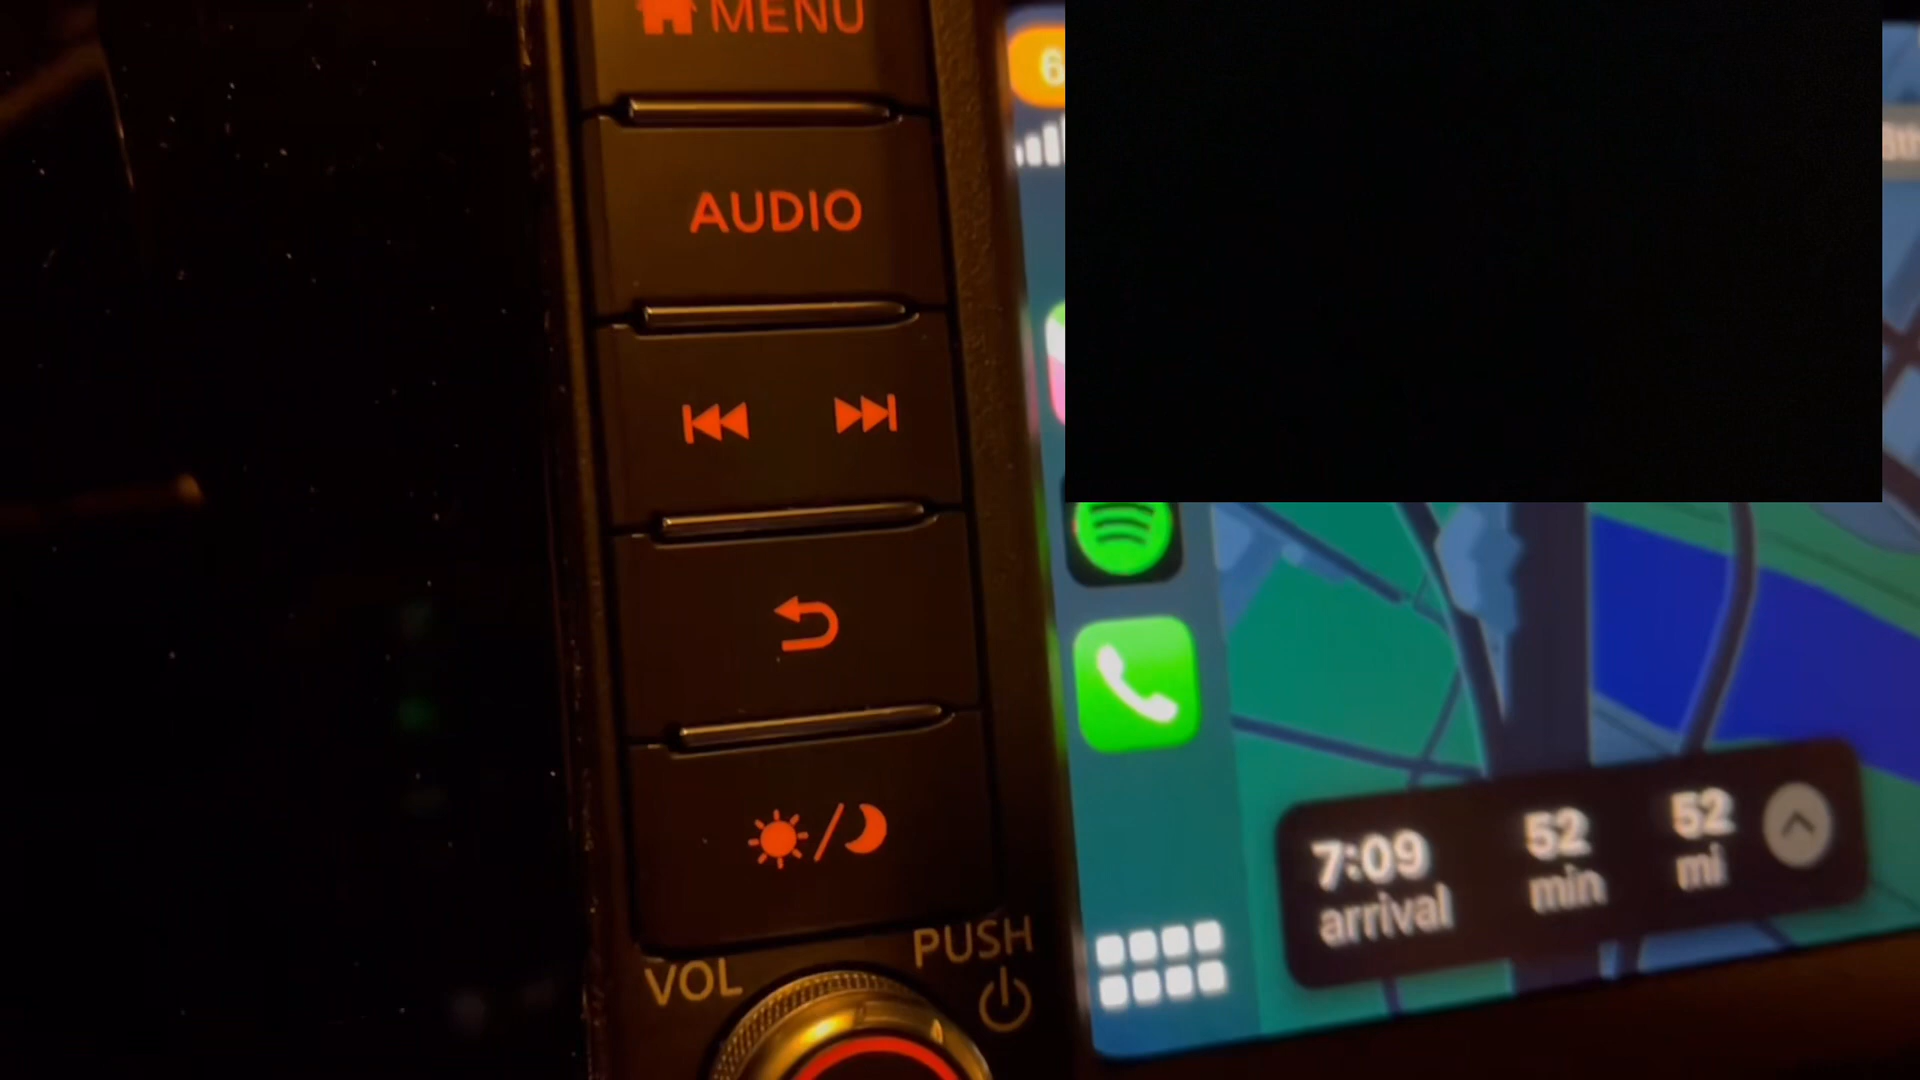 MENU
AUDIO
VOL
PUSH
7:09
arrival
52
min
52
mi